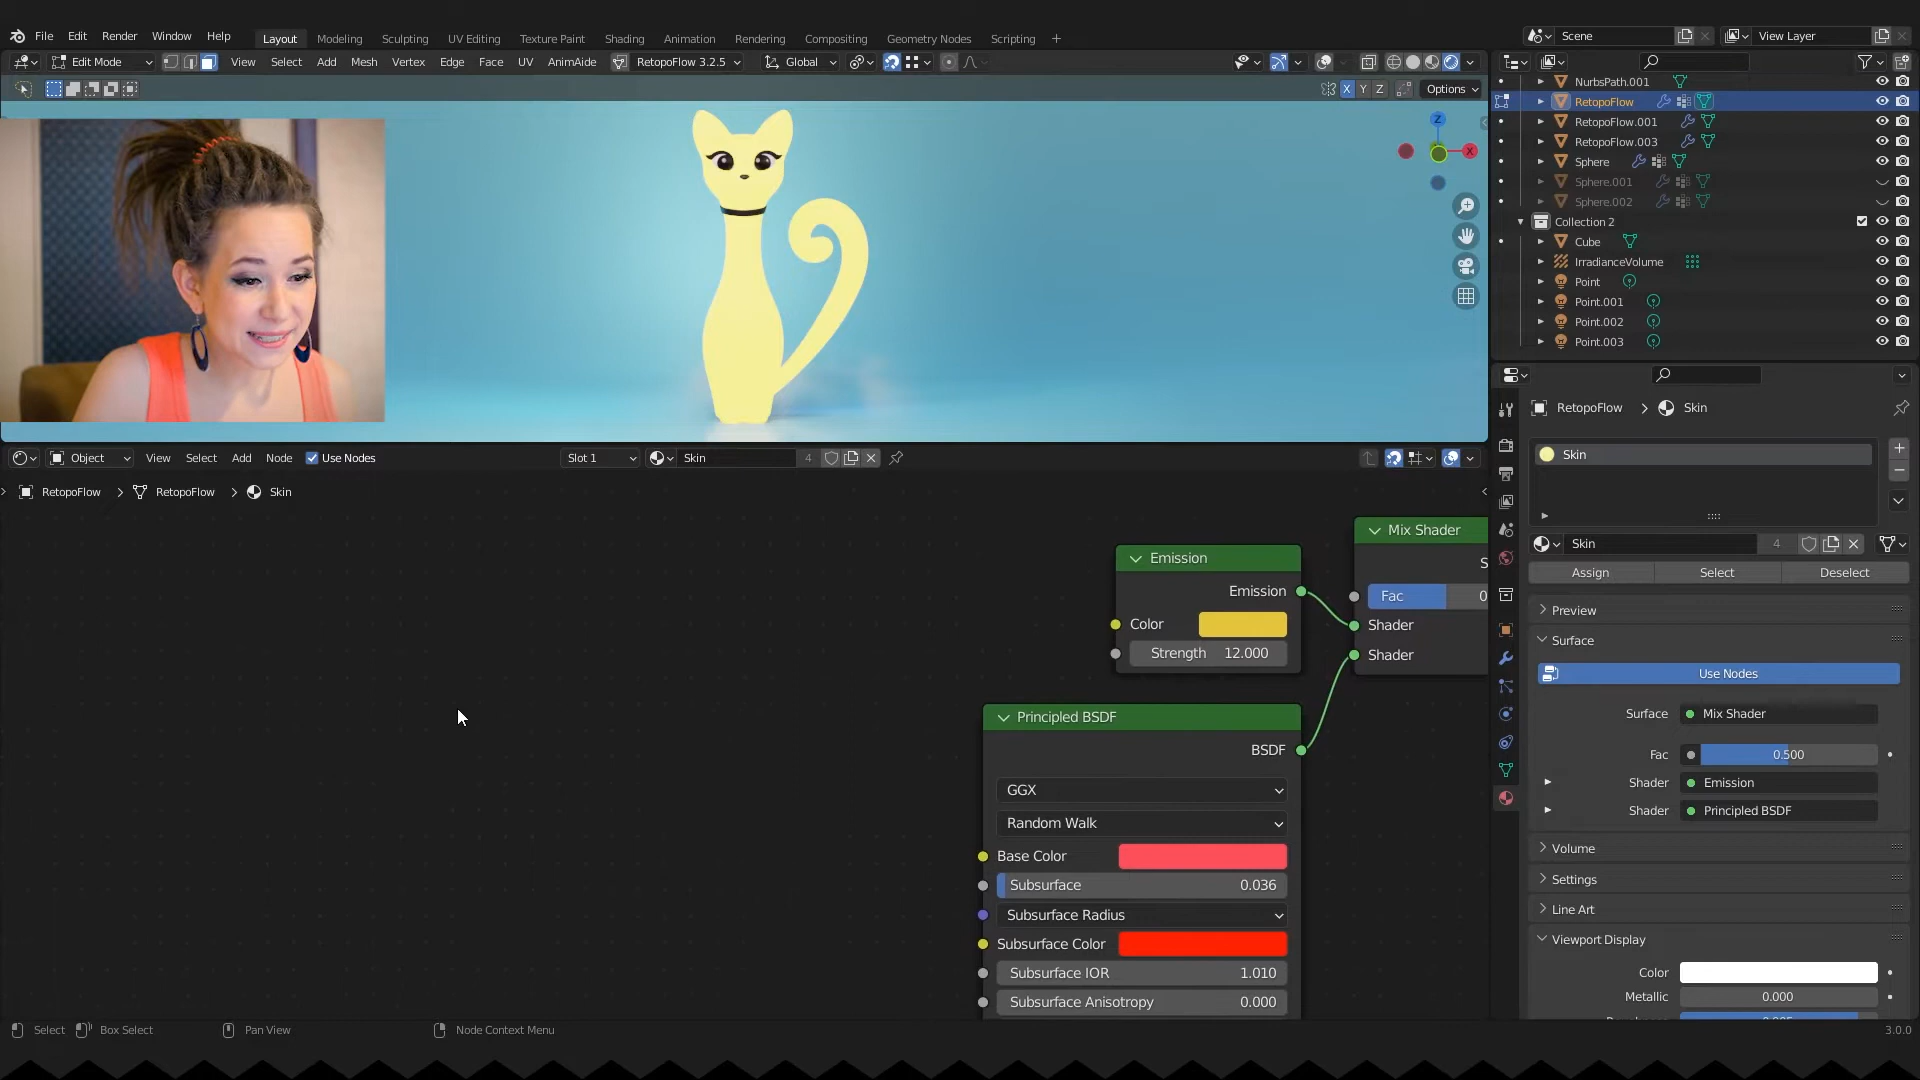 File Edit Render Window Help
Layout Modeling Sculpting UV Editing Texture Paint Shading Animation Rendering Compositing Geometry Nodes Scripting +
Scene
View Layer
Edit Mode
View Select Add Mesh Vertex Edge Face UV AnimAide
RetopoFlow 3.2.5
Global
X Y Z
Options
Z
X
NurbsPath.001
RetopoFlow
RetopoFlow.001
RetopoFlow.003
Sphere
Sphere.001
Sphere.002
Collection 2
Cube
IrradianceVolume
Point
Point.001
Point.002
Point.003
Object View Select Add Node Use Nodes
Slot 1
Skin 4
RetopoFlow > RetopoFlow > Skin
Emission
Emission
Color
Strength 12.000
Mix Shader
S
Fac 0
Shader
Shader
Principled BSDF
BSDF
GGX
Random Walk
Base Color
Subsurface 0.036
Subsurface Radius
Subsurface Color
Subsurface IOR 1.010
Subsurface Anisotropy 0.000
RetopoFlow > Skin
Skin
Skin 4
Assign Select Deselect
Preview
Surface
Use Nodes
Surface Mix Shader
Fac 0.500
Shader Emission
Shader Principled BSDF
Volume
Settings
Line Art
Viewport Display
Color
Metallic 0.000
Select Box Select Pan View Node Context Menu
3.0.0